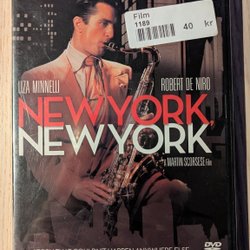 Film
1189
40 kr
LIZA MINNELLI
ROBERT DE NIRO
NEW YORK,
NEW YORK
A MARTIN SCORSESE Film
DVD